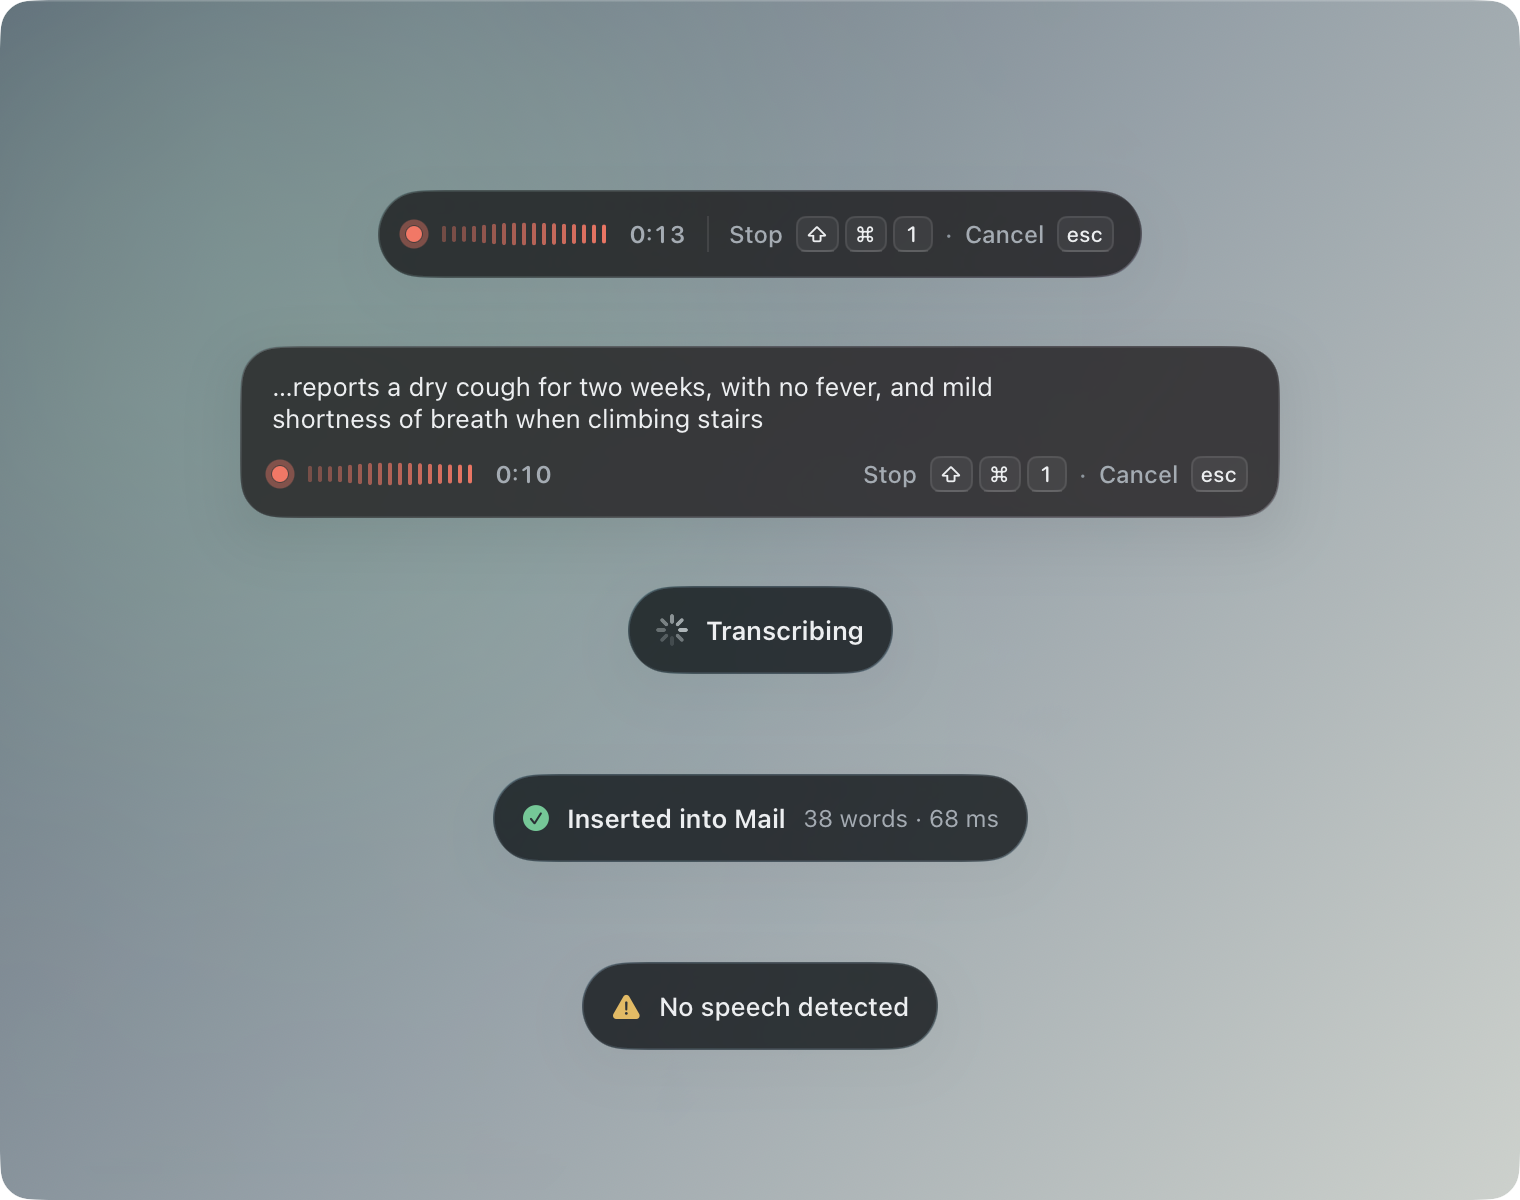 0:13 Stop ⇧ ⌘ 1 · Cancel esc
...reports a dry cough for two weeks, with no fever, and mild
shortness of breath when climbing stairs
0:10 Stop ⇧ ⌘ 1 · Cancel esc
Transcribing
Inserted into Mail 38 words · 68 ms
No speech detected